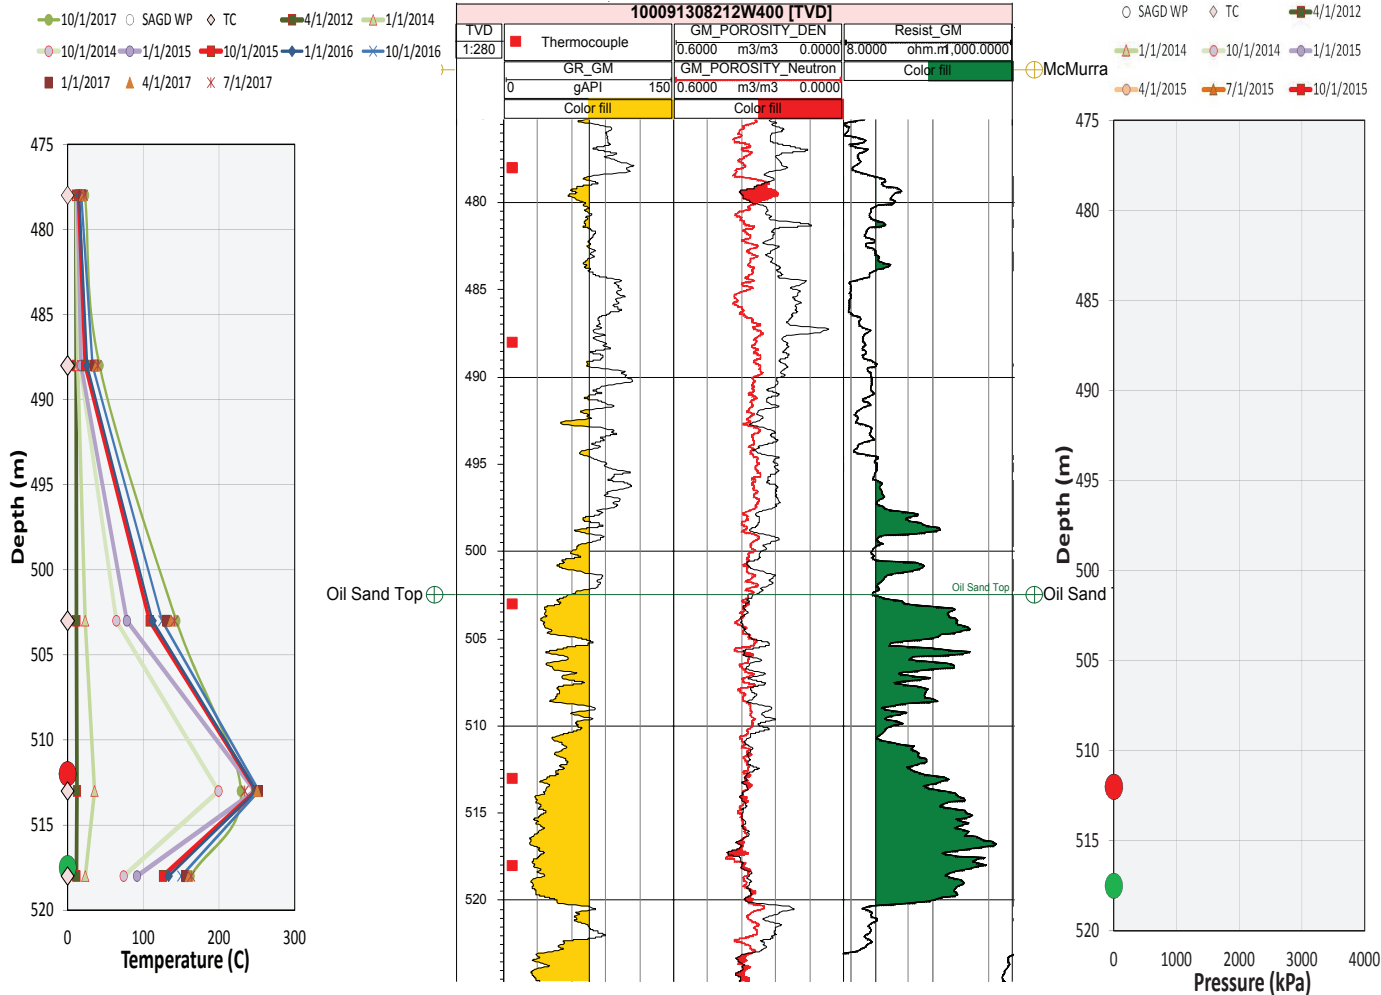 10/1/2017 SAGD WP TC 4/1/2012 1/1/2014
10/1/2014 1/1/2015 10/1/2015 1/1/2016 10/1/2016
1/1/2017 4/1/2017 7/1/2017
475
480
485
490
495
500
505
510
515
520
0 100 200 300
Depth (m)
Temperature (C)
100091308212W400 [TVD]
TVD
1:280
Thermocouple
GM_POROSITY_DEN
0.6000 m3/m3 0.0000
Resist_GM
8.0000 ohm.m 1,000.0000
GR_GM
0 gAPI 150
GM_POROSITY_Neutron
0.6000 m3/m3 0.0000
Color fill
Color fill
Color fill
McMurra
480
485
490
495
500
505
510
515
520
Oil Sand Top
Oil Sand Top
Oil Sand
SAGD WP TC 4/1/2012
1/1/2014 10/1/2014 1/1/2015
4/1/2015 7/1/2015 10/1/2015
475
480
485
490
495
500
505
510
515
520
0 1000 2000 3000 4000
Depth (m)
Pressure (kPa)